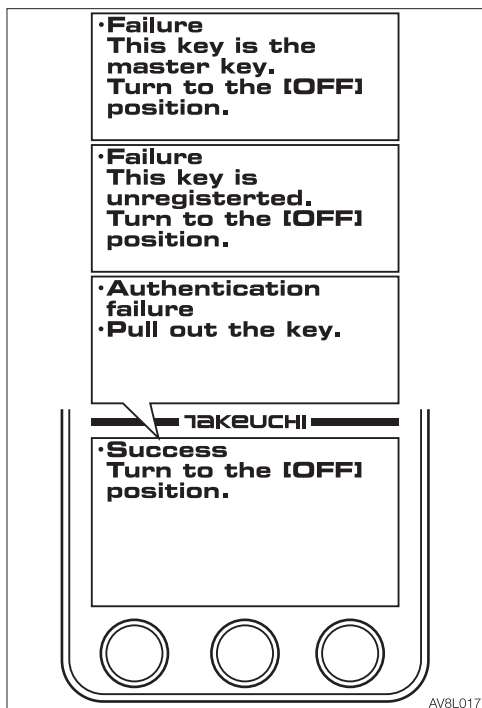 ·Failure
This key is the
master key.
Turn to the [OFF]
position.
·Failure
This key is
unregisterted.
Turn to the [OFF]
position.
·Authentication
failure
·Pull out the key.
TAKEUCHI
·Success
Turn to the [OFF]
position.
AV8L017